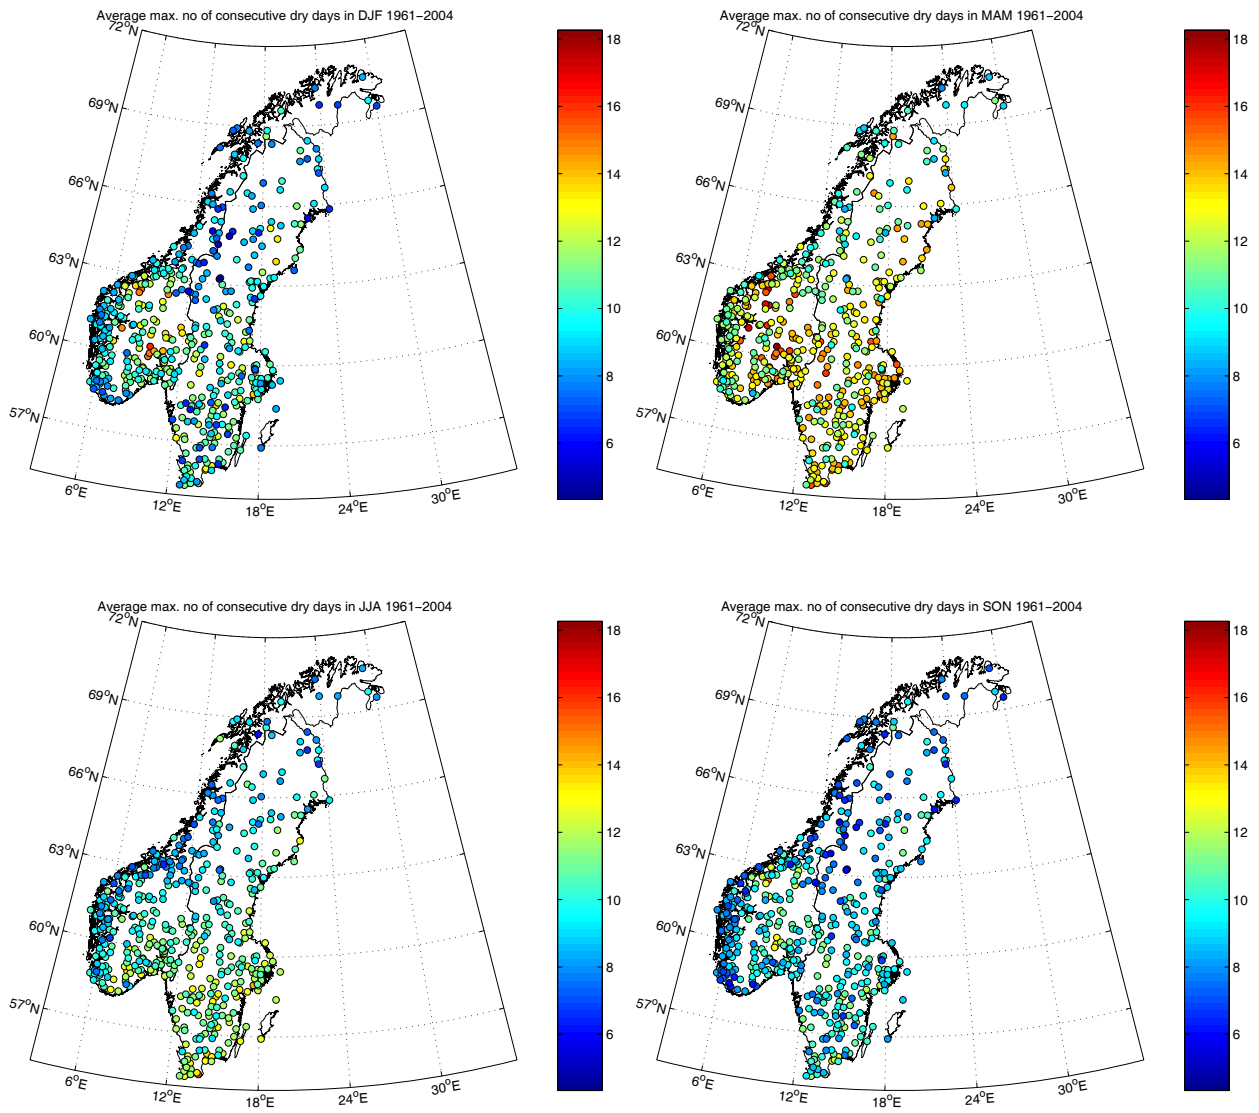 Average max. no of consecutive dry days in DJF 1961−2004
72°N
69°N
66°N
63°N
60°N
57°N
6°E
12°E
18°E
24°E
30°E
18
16
14
12
10
8
6
Average max. no of consecutive dry days in MAM 1961−2004
72°N
69°N
66°N
63°N
60°N
57°N
6°E
12°E
18°E
24°E
30°E
18
16
14
12
10
8
6
Average max. no of consecutive dry days in JJA 1961−2004
72°N
69°N
66°N
63°N
60°N
57°N
6°E
12°E
18°E
24°E
30°E
18
16
14
12
10
8
6
Average max. no of consecutive dry days in SON 1961−2004
72°N
69°N
66°N
63°N
60°N
57°N
6°E
12°E
18°E
24°E
30°E
18
16
14
12
10
8
6